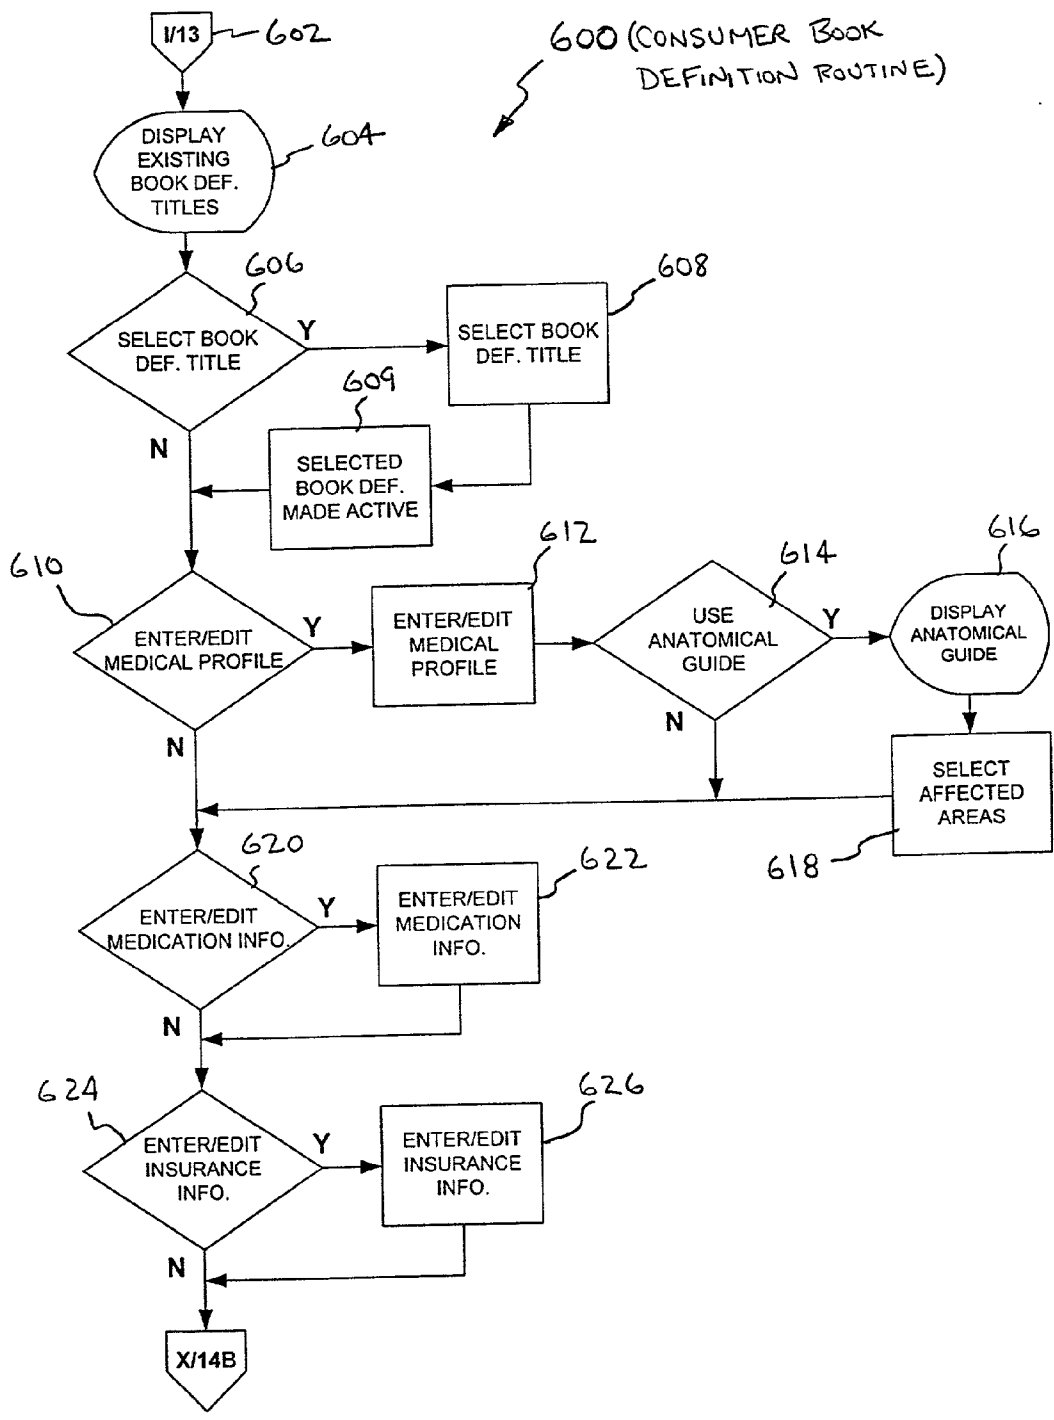 I/13
602
600 (CONSUMER BOOK
DEFINITION ROUTINE)
DISPLAY
EXISTING
BOOK DEF.
TITLES
604
606
SELECT BOOK
DEF. TITLE
Y
N
608
SELECT BOOK
DEF. TITLE
609
SELECTED
BOOK DEF.
MADE ACTIVE
610
ENTER/EDIT
MEDICAL PROFILE
Y
N
612
ENTER/EDIT
MEDICAL
PROFILE
614
USE
ANATOMICAL
GUIDE
Y
N
616
DISPLAY
ANATOMICAL
GUIDE
SELECT
AFFECTED
AREAS
618
620
ENTER/EDIT
MEDICATION INFO.
Y
N
622
ENTER/EDIT
MEDICATION
INFO.
624
ENTER/EDIT
INSURANCE
INFO.
Y
N
626
ENTER/EDIT
INSURANCE
INFO.
X/14B